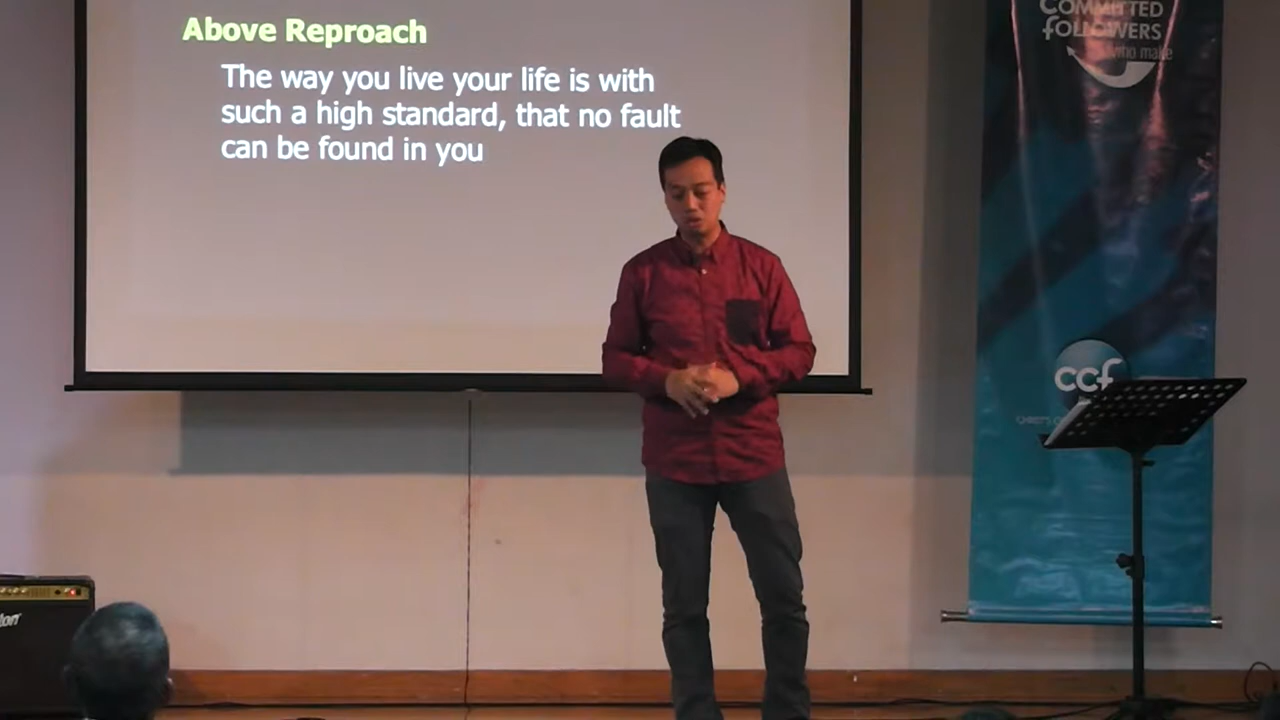 Above Reproach
The way you live your life is with
such a high standard, that no fault
can be found in you
COMMITTED
FOLLOWERS
who make
ccf